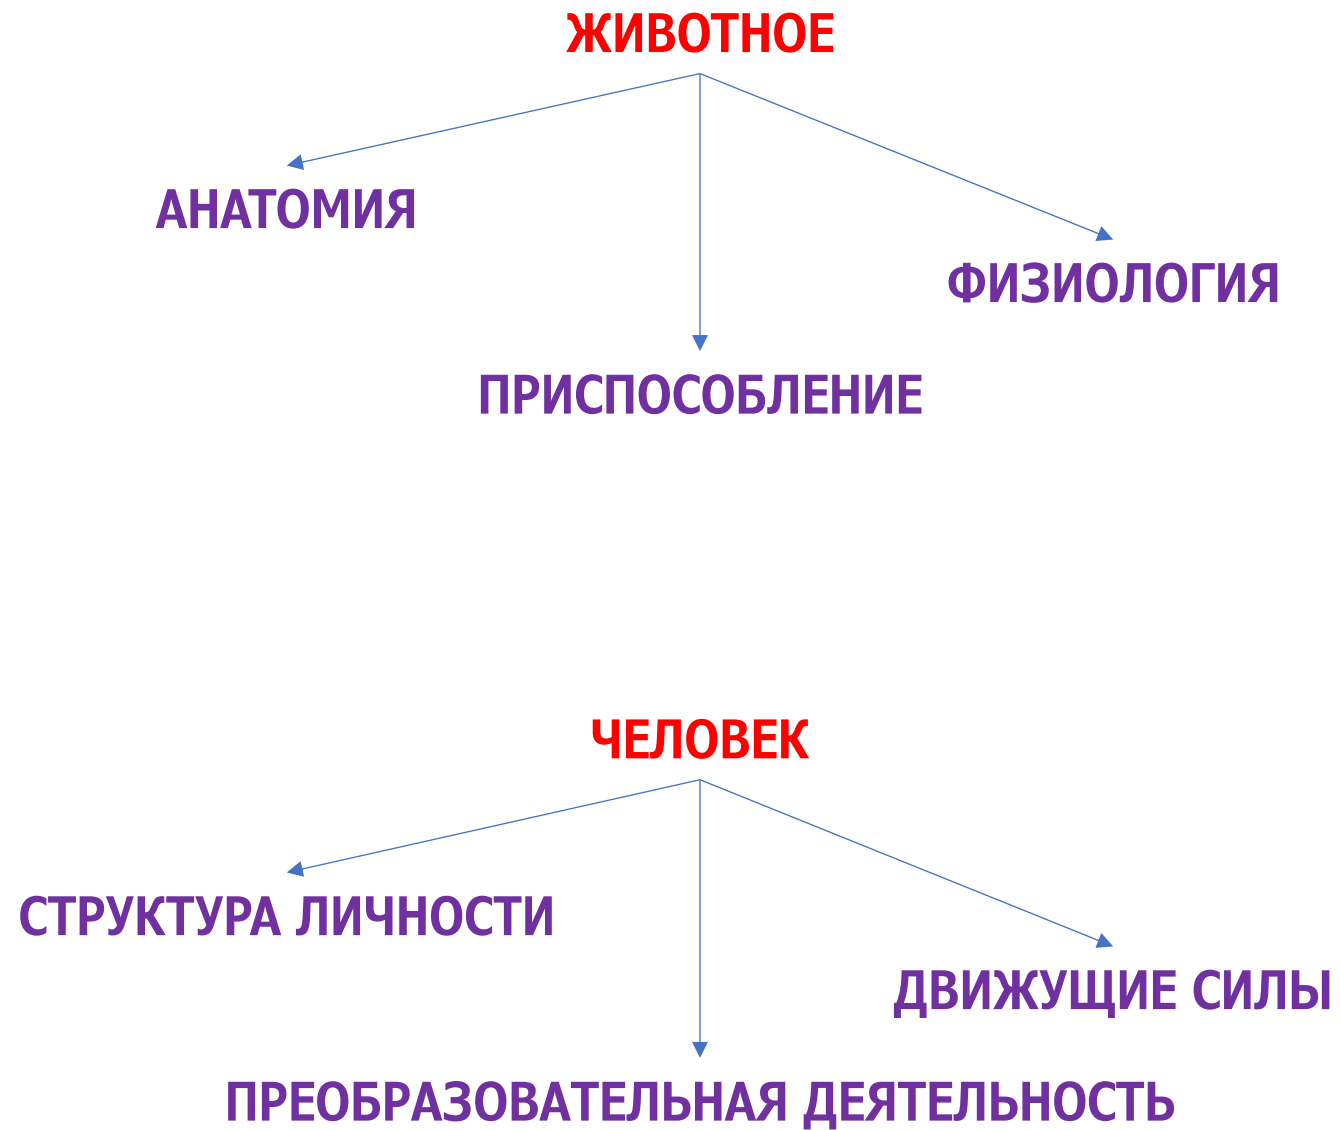 ЖИВОТНОЕ
АНАТОМИЯ
ФИЗИОЛОГИЯ
ПРИСПОСОБЛЕНИЕ
ЧЕЛОВЕК
СТРУКТУРА ЛИЧНОСТИ
ДВИЖУЩИЕ СИЛЫ
ПРЕОБРАЗОВАТЕЛЬНАЯ ДЕЯТЕЛЬНОСТЬ